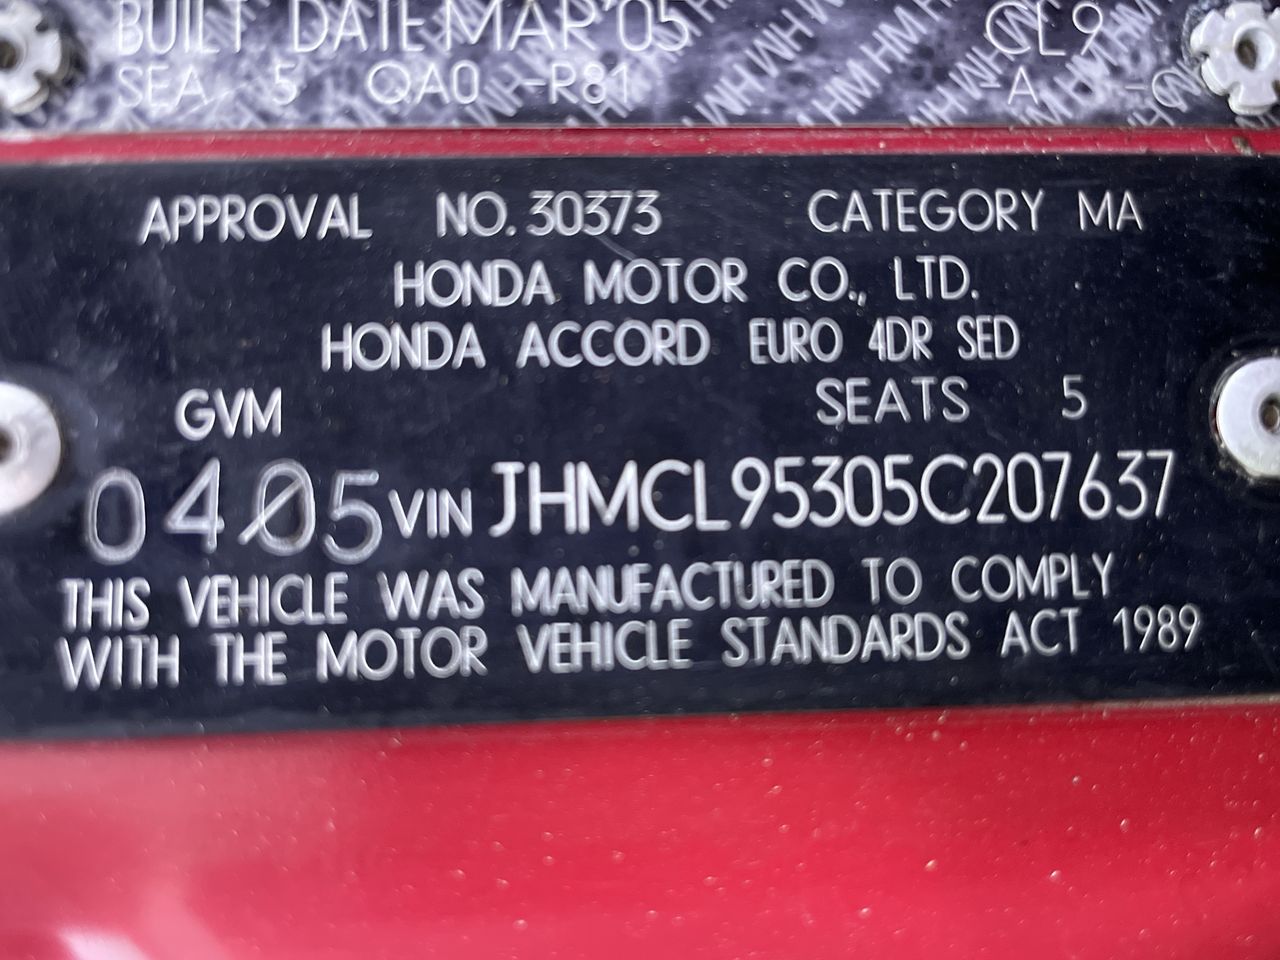 BUILT DATE MAR'05 CL9
SEA 5 QA0 -R81 -A -
APPROVAL NO. 30373 CATEGORY MA
HONDA MOTOR CO., LTD.
HONDA ACCORD EURO 4DR SED
GVM SEATS 5
0405 VIN JHMCL95305C207637
THIS VEHICLE WAS MANUFACTURED TO COMPLY
WITH THE MOTOR VEHICLE STANDARDS ACT 1989